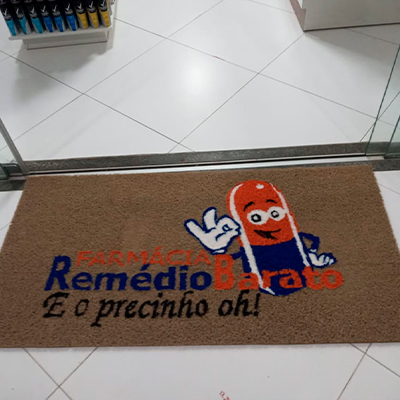 FARMÁCIA
Remédio Barato
E o precinho oh!